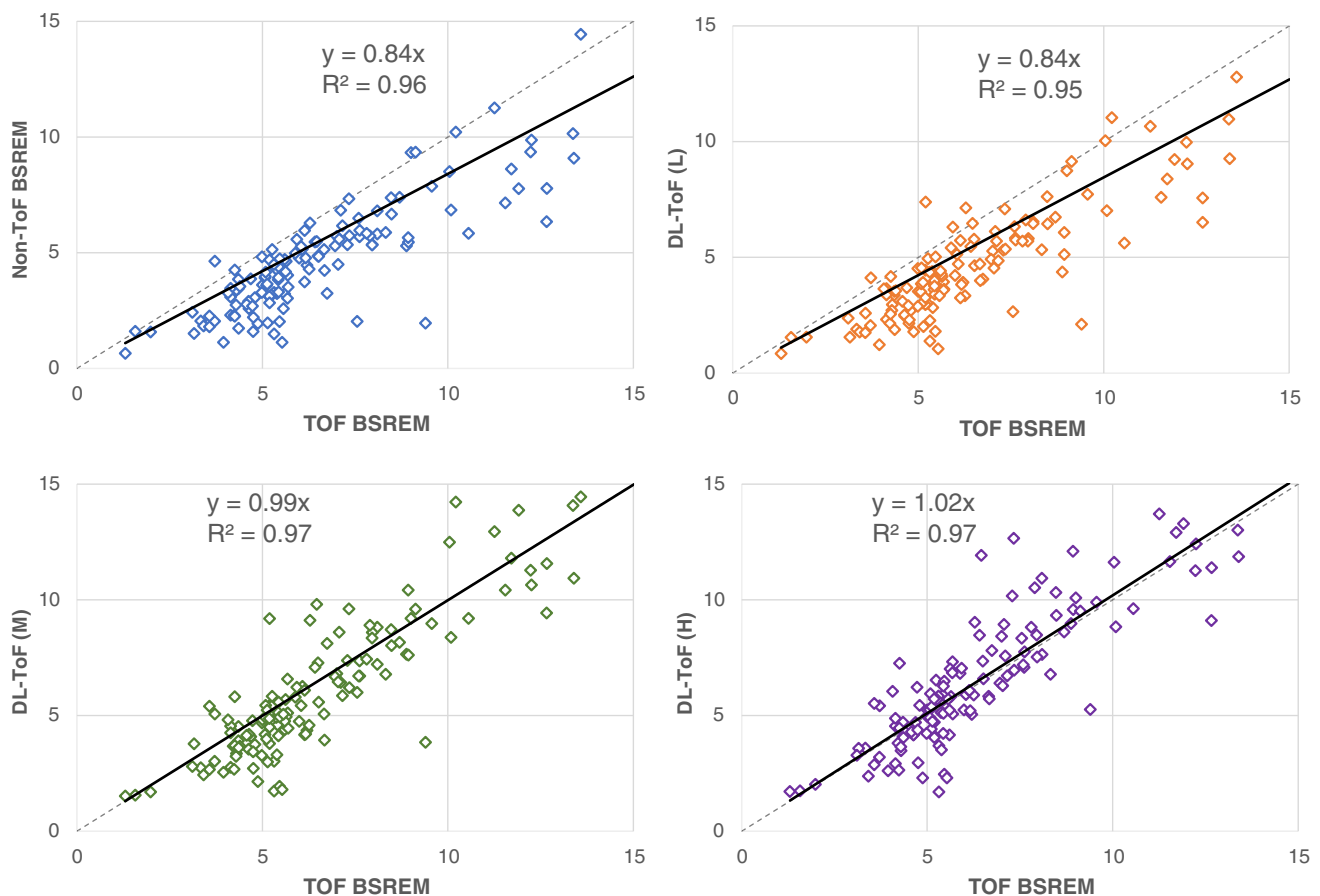 15
10
5
0
0
5
10
15
Non-ToF BSREM
TOF BSREM
y = 0.84x
R² = 0.96
15
10
5
0
0
5
10
15
DL-ToF (L)
TOF BSREM
y = 0.84x
R² = 0.95
15
10
5
0
0
5
10
15
DL-ToF (M)
TOF BSREM
y = 0.99x
R² = 0.97
15
10
5
0
0
5
10
15
DL-ToF (H)
TOF BSREM
y = 1.02x
R² = 0.97